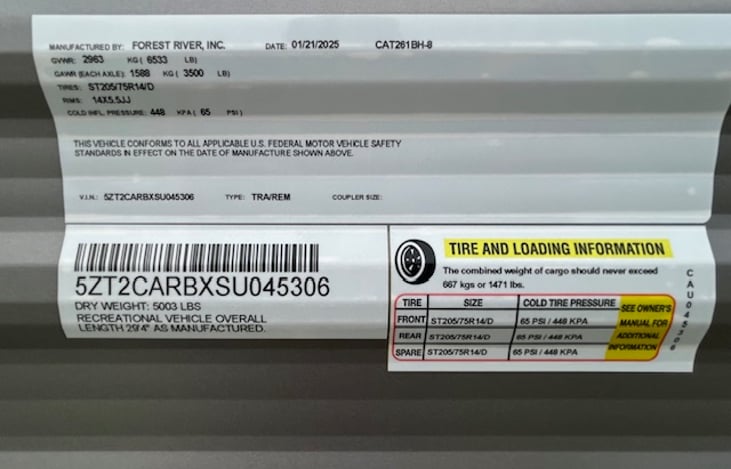 MANUFACTURED BY: FOREST RIVER, INC. DATE: 01/21/2025 CAT261BH-8
GVWR: 2963 KG ( 6533 LB)
GAWR (EACH AXLE): 1588 KG ( 3500 LB)
TIRES: ST205/75R14/D
RIMS: 14X5.5JJ
COLD INFL. PRESSURE: 448 KPA ( 65 PSI )
THIS VEHICLE CONFORMS TO ALL APPLICABLE U.S. FEDERAL MOTOR VEHICLE SAFETY
STANDARDS IN EFFECT ON THE DATE OF MANUFACTURE SHOWN ABOVE.
V.I.N.: 5ZT2CARBXSU045306 TYPE: TRA/REM COUPLER SIZE:
5ZT2CARBXSU045306
DRY WEIGHT: 5003 LBS
RECREATIONAL VEHICLE OVERALL
LENGTH 29'4" AS MANUFACTURED.
TIRE AND LOADING INFORMATION
The combined weight of cargo should never exceed
667 kgs or 1471 lbs.
TIRE SIZE COLD TIRE PRESSURE
FRONT ST205/75R14/D 65 PSI / 448 KPA
REAR ST205/75R14/D 65 PSI / 448 KPA
SPARE ST205/75R14/D 65 PSI / 448 KPA
SEE OWNER'S
MANUAL FOR
ADDITIONAL
INFORMATION
CAU045306